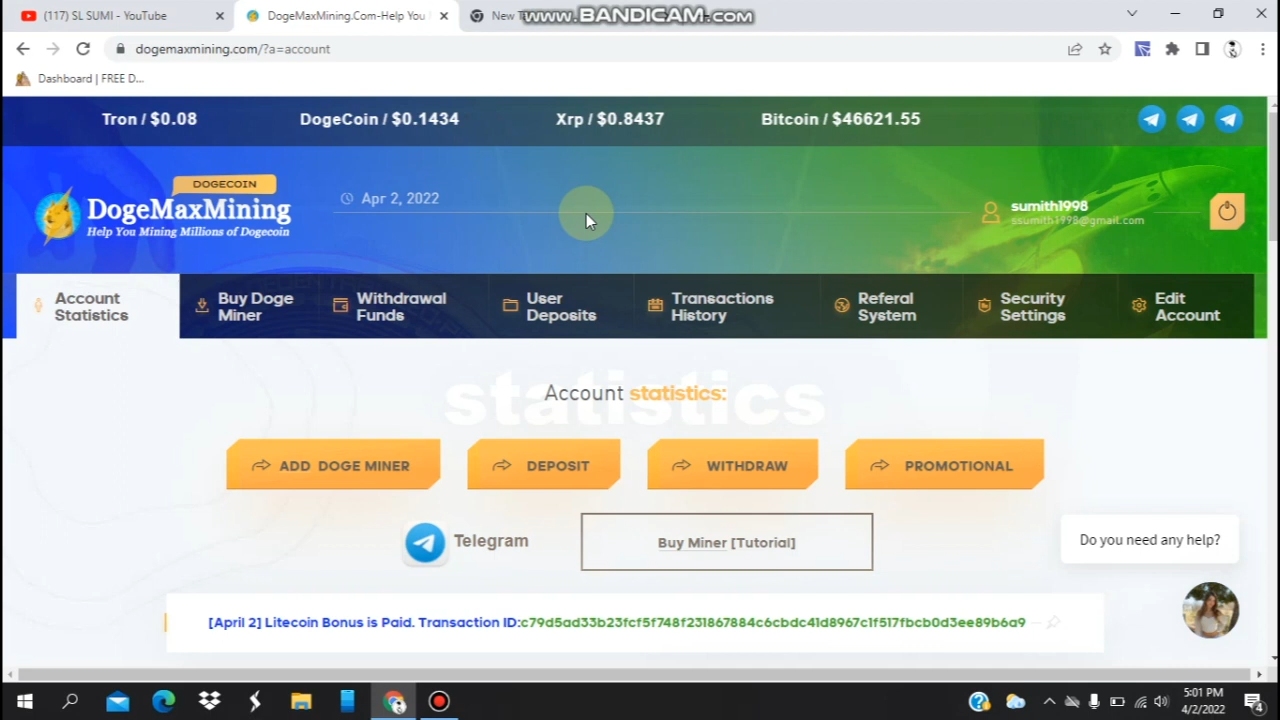 (117) SL SUMI - YouTube
DogeMaxMining.Com-Help You
New T
www.BANDICAM.com
dogemaxmining.com/?a=account
Dashboard | FREE D...
Tron / $0.08
DogeCoin / $0.1434
Xrp / $0.8437
Bitcoin / $46621.55
DOGECOIN
DogeMaxMining
Help You Mining Millions of Dogecoin
Apr 2, 2022
sumith1998
ssumith1998@gmail.com
Account
Statistics
Buy Doge
Miner
Withdrawal
Funds
User
Deposits
Transactions
History
Referal
System
Security
Settings
Edit
Account
statistics
Account statistics:
ADD DOGE MINER
DEPOSIT
WITHDRAW
PROMOTIONAL
Telegram
Buy Miner [Tutorial]
Do you need any help?
[April 2] Litecoin Bonus is Paid. Transaction ID:c79d5ad33b23fcf5f748f231867884c6cbdc41d8967c1f517fbcb0d3ee89b6a9
5:01 PM
4/2/2022
4